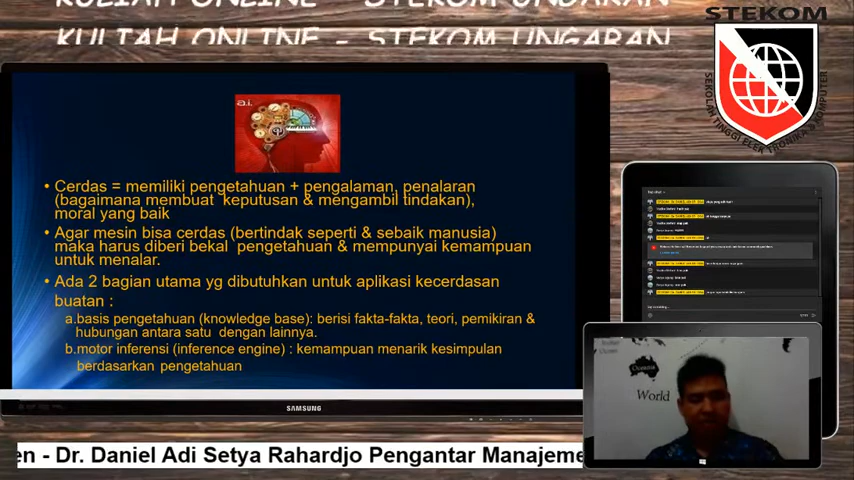 KULIAH ONLINE - STEKOM UNGARAN
KULIAH ONLINE - STEKOM UNGARAN
STEKOM
SEKOLAH TINGGI ELEKTRONIKA & KOMPUTER
a.i.
• Cerdas = memiliki pengetahuan + pengalaman, penalaran
(bagaimana membuat keputusan & mengambil tindakan),
moral yang baik
• Agar mesin bisa cerdas (bertindak seperti & sebaik manusia)
maka harus diberi bekal pengetahuan & mempunyai kemampuan
untuk menalar.
• Ada 2 bagian utama yg dibutuhkan untuk aplikasi kecerdasan
buatan :
a.basis pengetahuan (knowledge base): berisi fakta-fakta, teori, pemikiran &
hubungan antara satu dengan lainnya.
b.motor inferensi (inference engine) : kemampuan menarik kesimpulan
berdasarkan pengetahuan
SAMSUNG
Oceania
World
en - Dr. Daniel Adi Setya Rahardjo Pengantar Manajeme